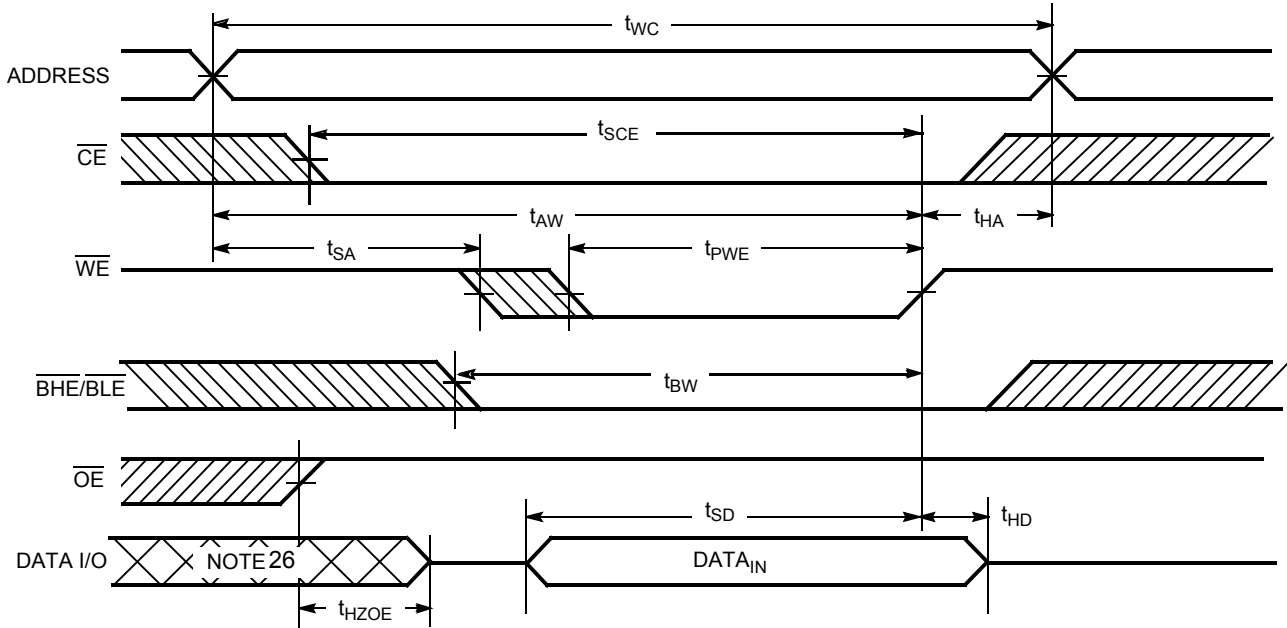 tWC
ADDRESS
tSCE
CE
tAW
tHA
tSA
tPWE
WE
BHE/BLE
tBW
OE
tSD
tHD
DATA I/O
NOTE 26
DATAIN
tHZOE